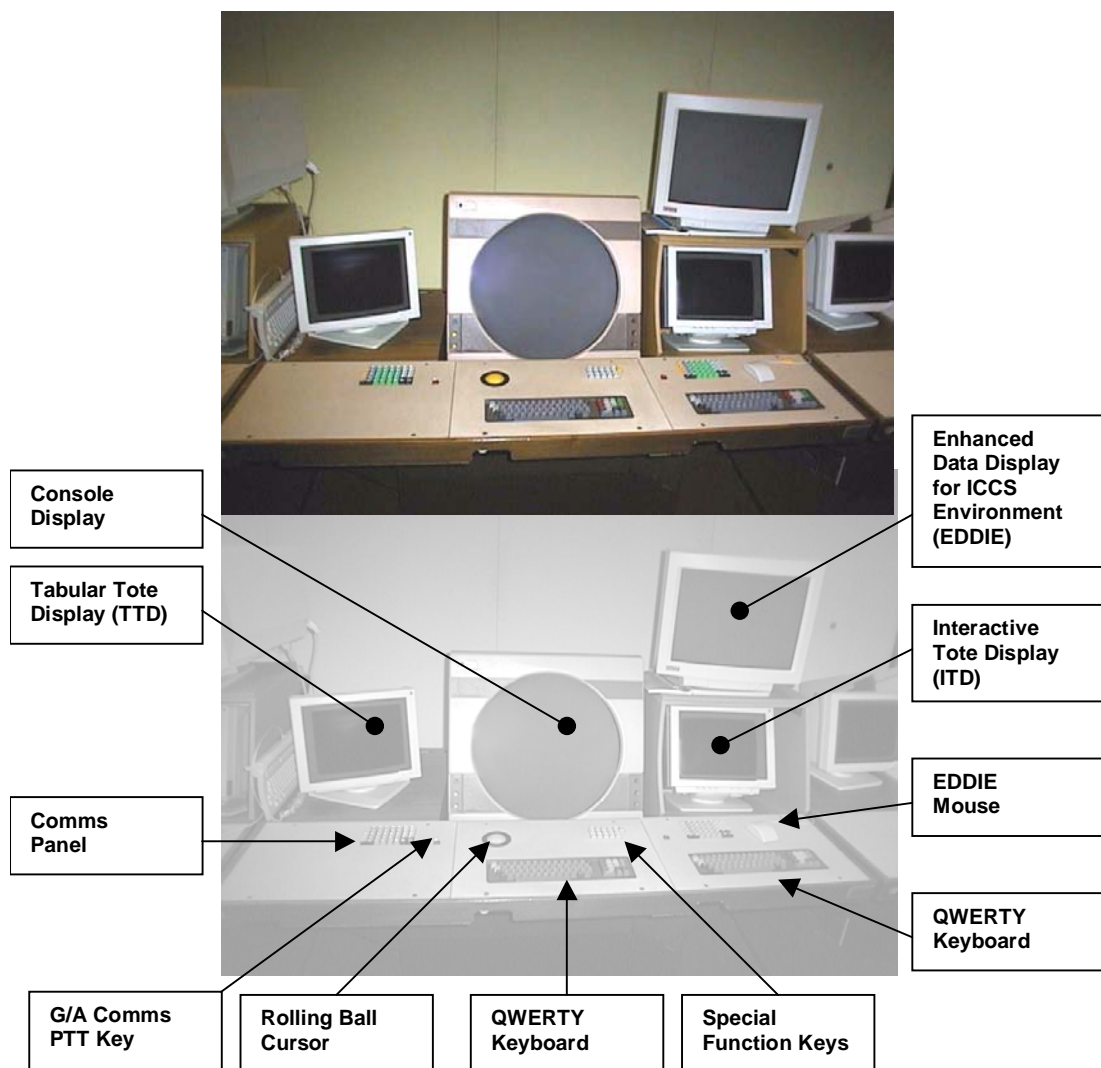 Enhanced
Data Display
for ICCS
Environment
(EDDIE)
Console
Display
Tabular Tote
Display (TTD)
Interactive
Tote Display
(ITD)
EDDIE
Mouse
Comms
Panel
QWERTY
Keyboard
G/A Comms
PTT Key
Rolling Ball
Cursor
QWERTY
Keyboard
Special
Function Keys